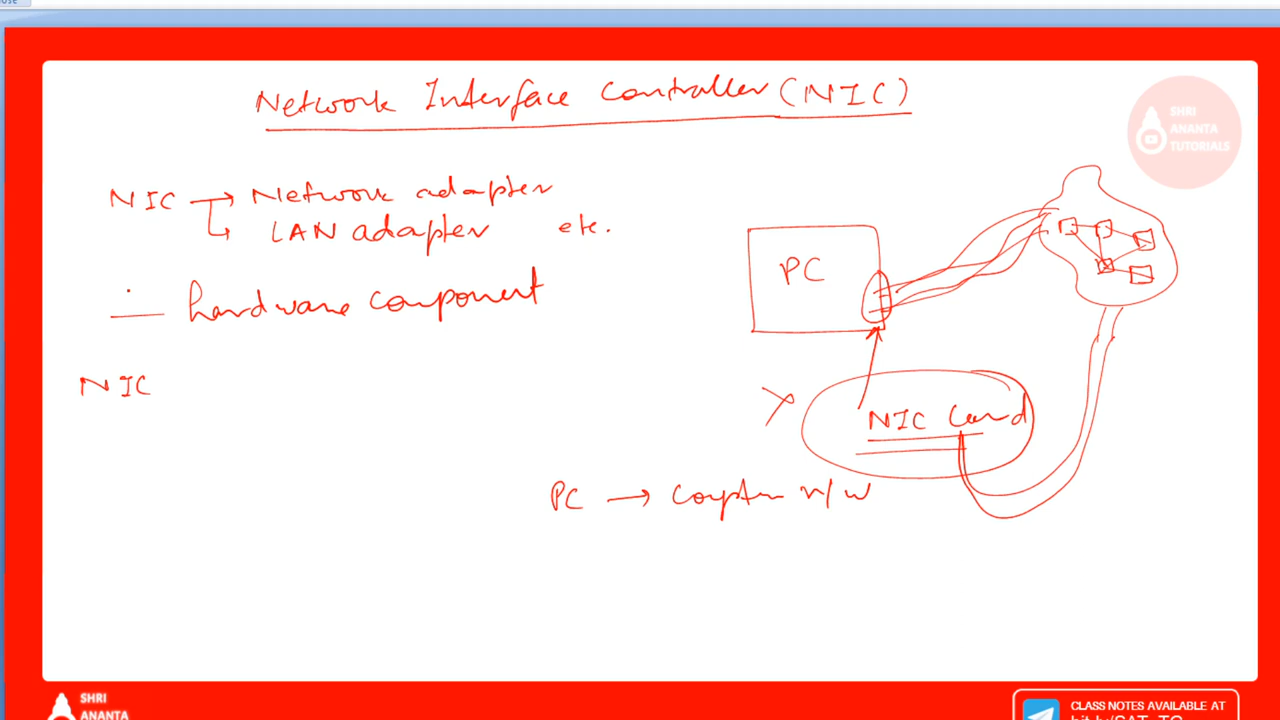 Network Interface Controller (NIC)
SHRI
ANANTA
TUTORIALS
NIC → Network adapter
LAN adapter etc.
PC
hardware component
NIC
NIC Card
PC →
SHRI
ANANTA
CLASS NOTES AVAILABLE AT